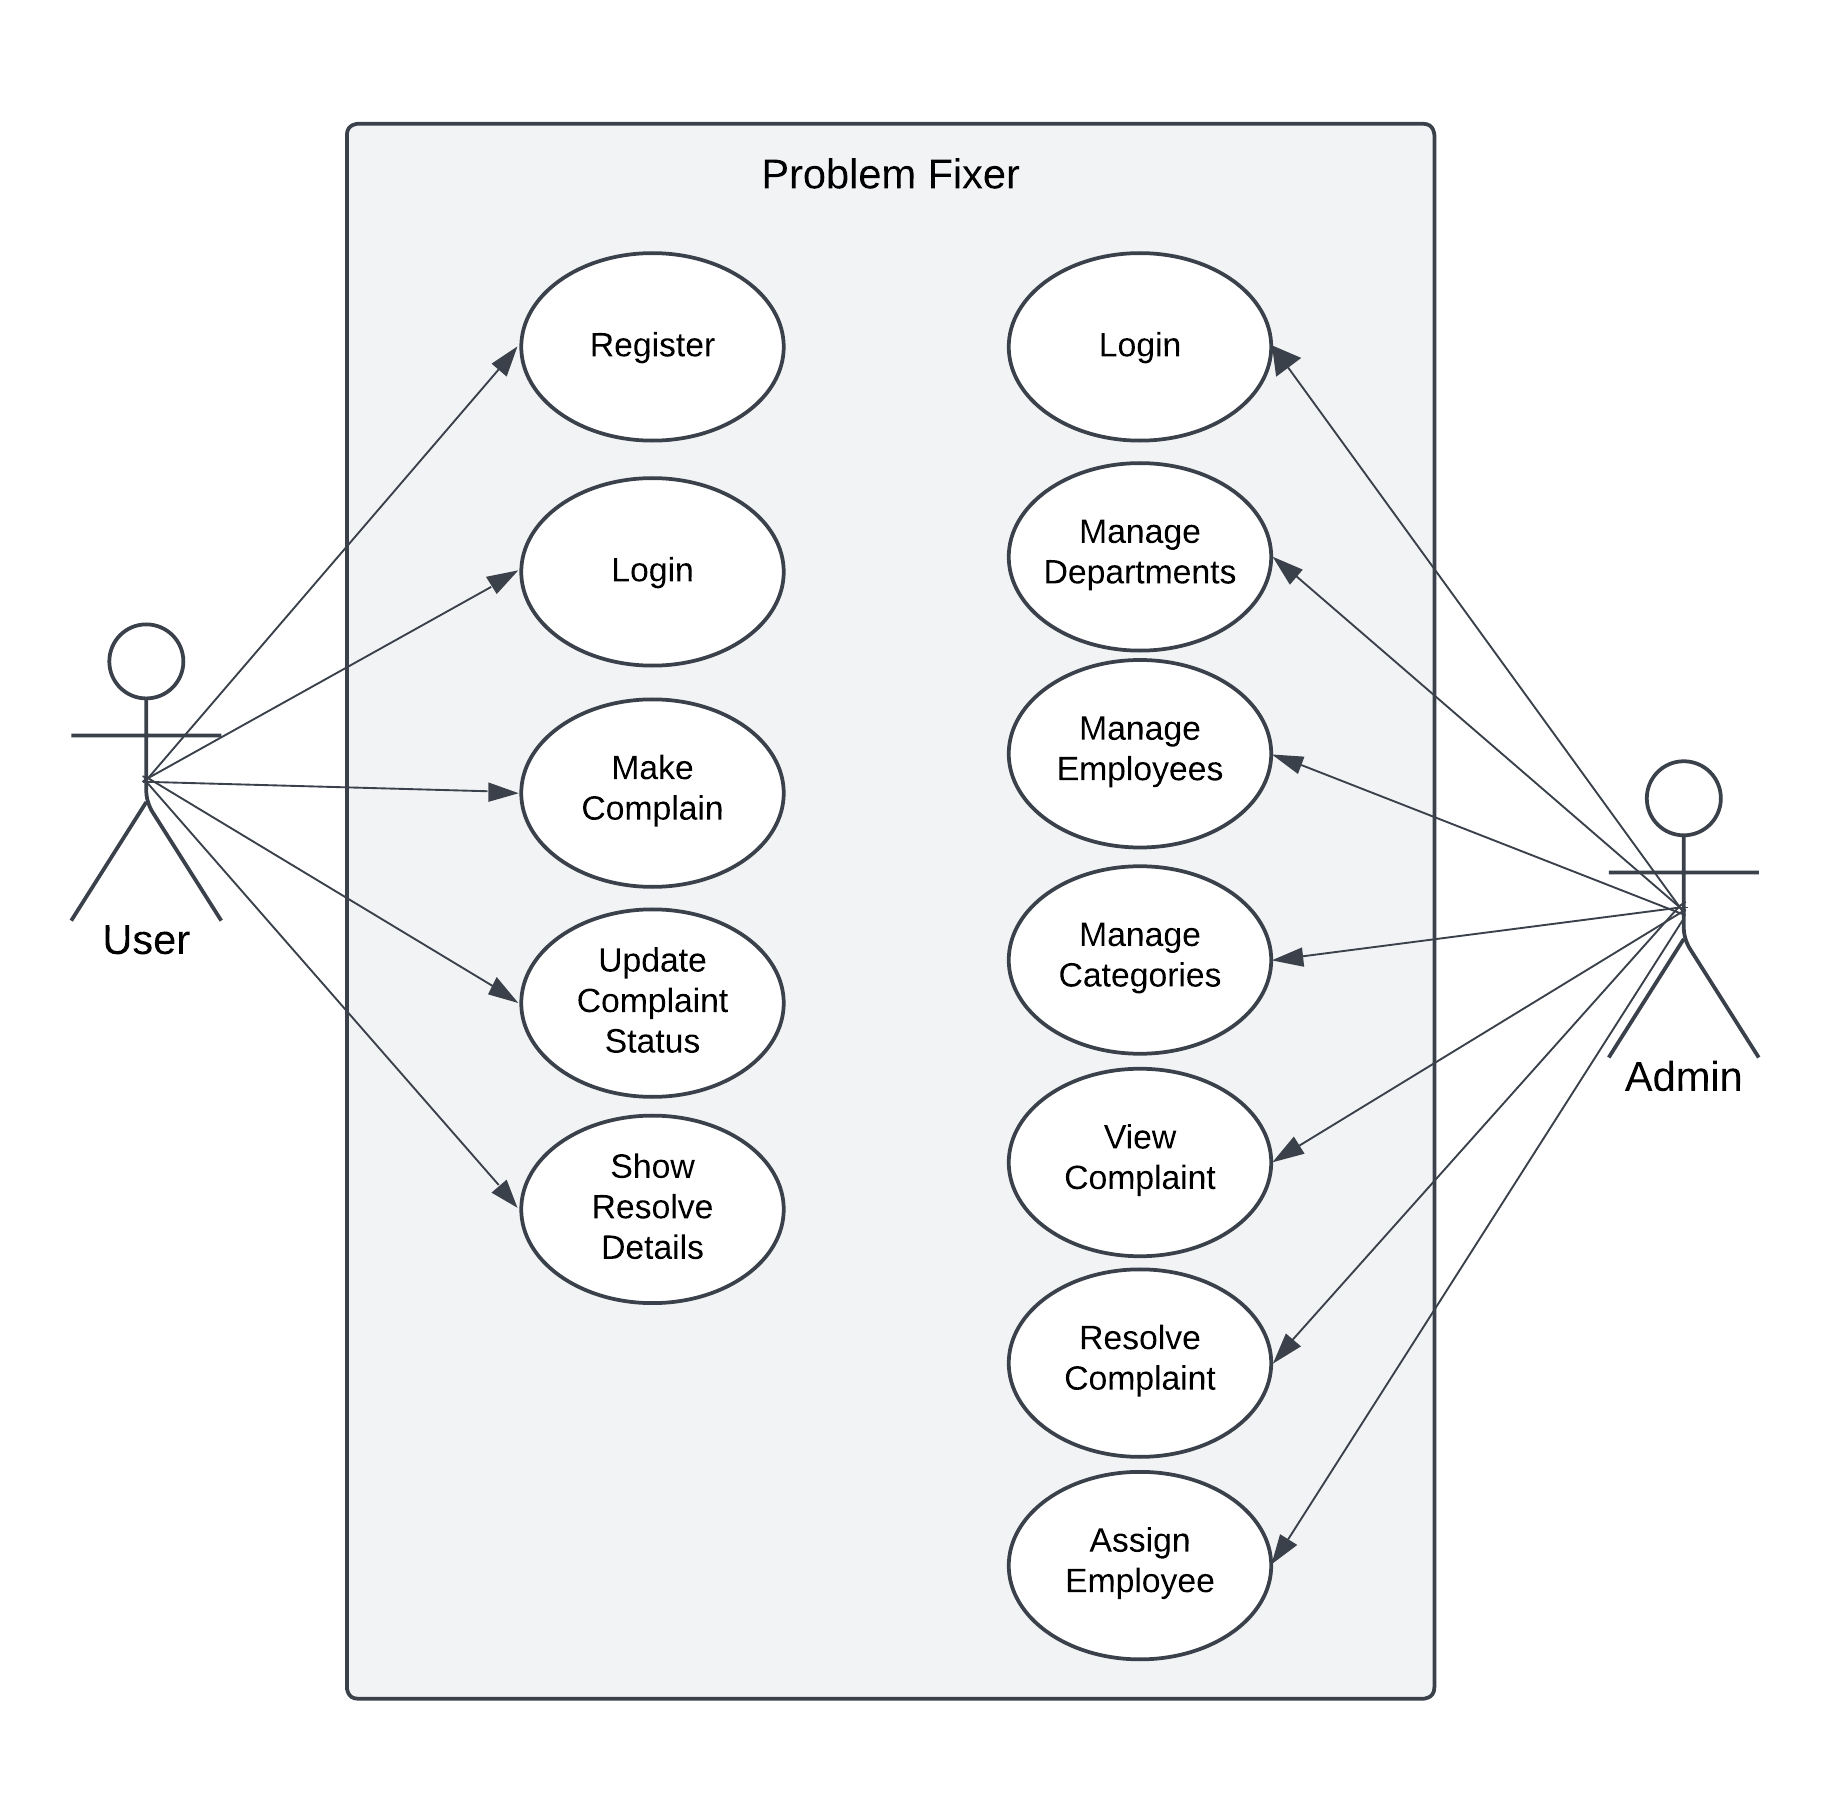 Problem Fixer
Register
Login
Make
Complain
Update
Complaint
Status
Show
Resolve
Details
Login
Manage
Departments
Manage
Employees
Manage
Categories
View
Complaint
Resolve
Complaint
Assign
Employee
User
Admin